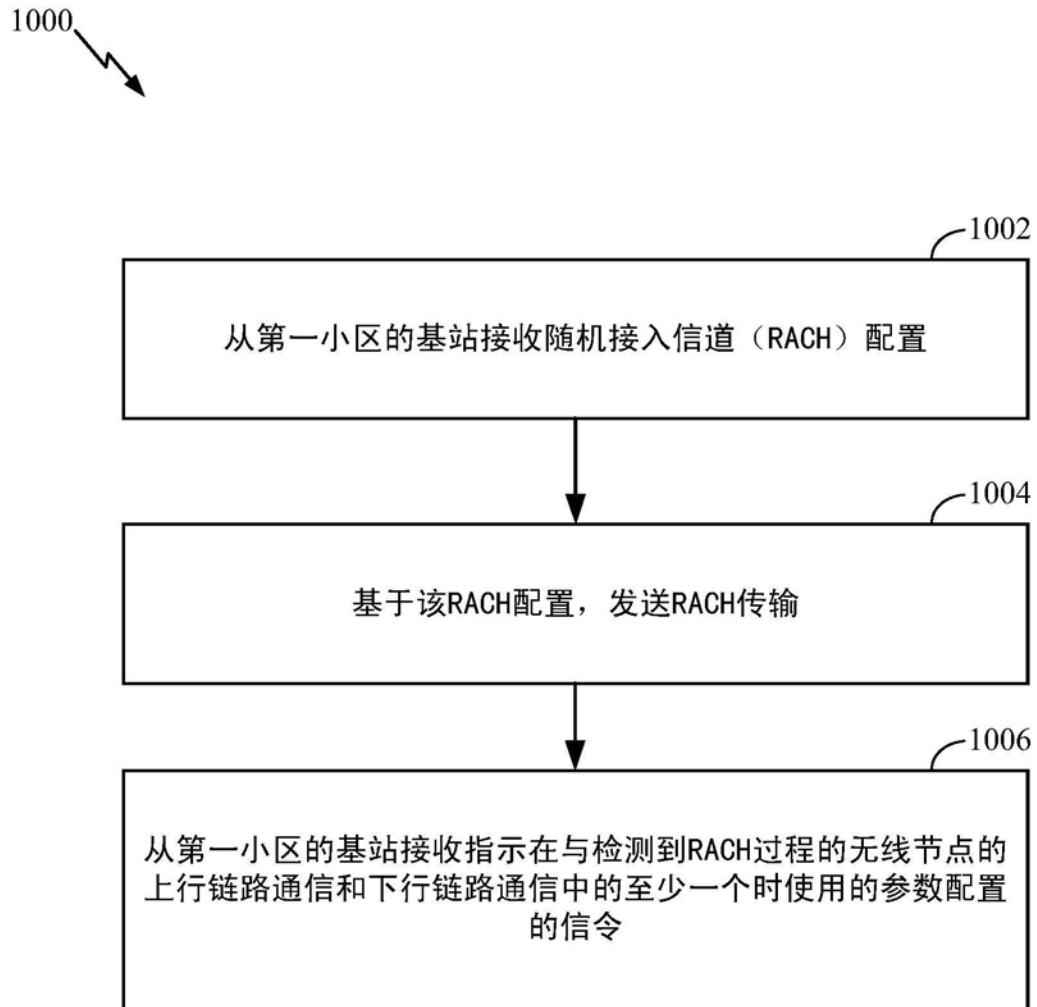 1000
1002
从第一小区的基站接收随机接入信道（RACH）配置
1004
基于该RACH配置，发送RACH传输
1006
从第一小区的基站接收指示在与检测到RACH过程的无线节点的
上行链路通信和下行链路通信中的至少一个时使用的参数配置
的信令